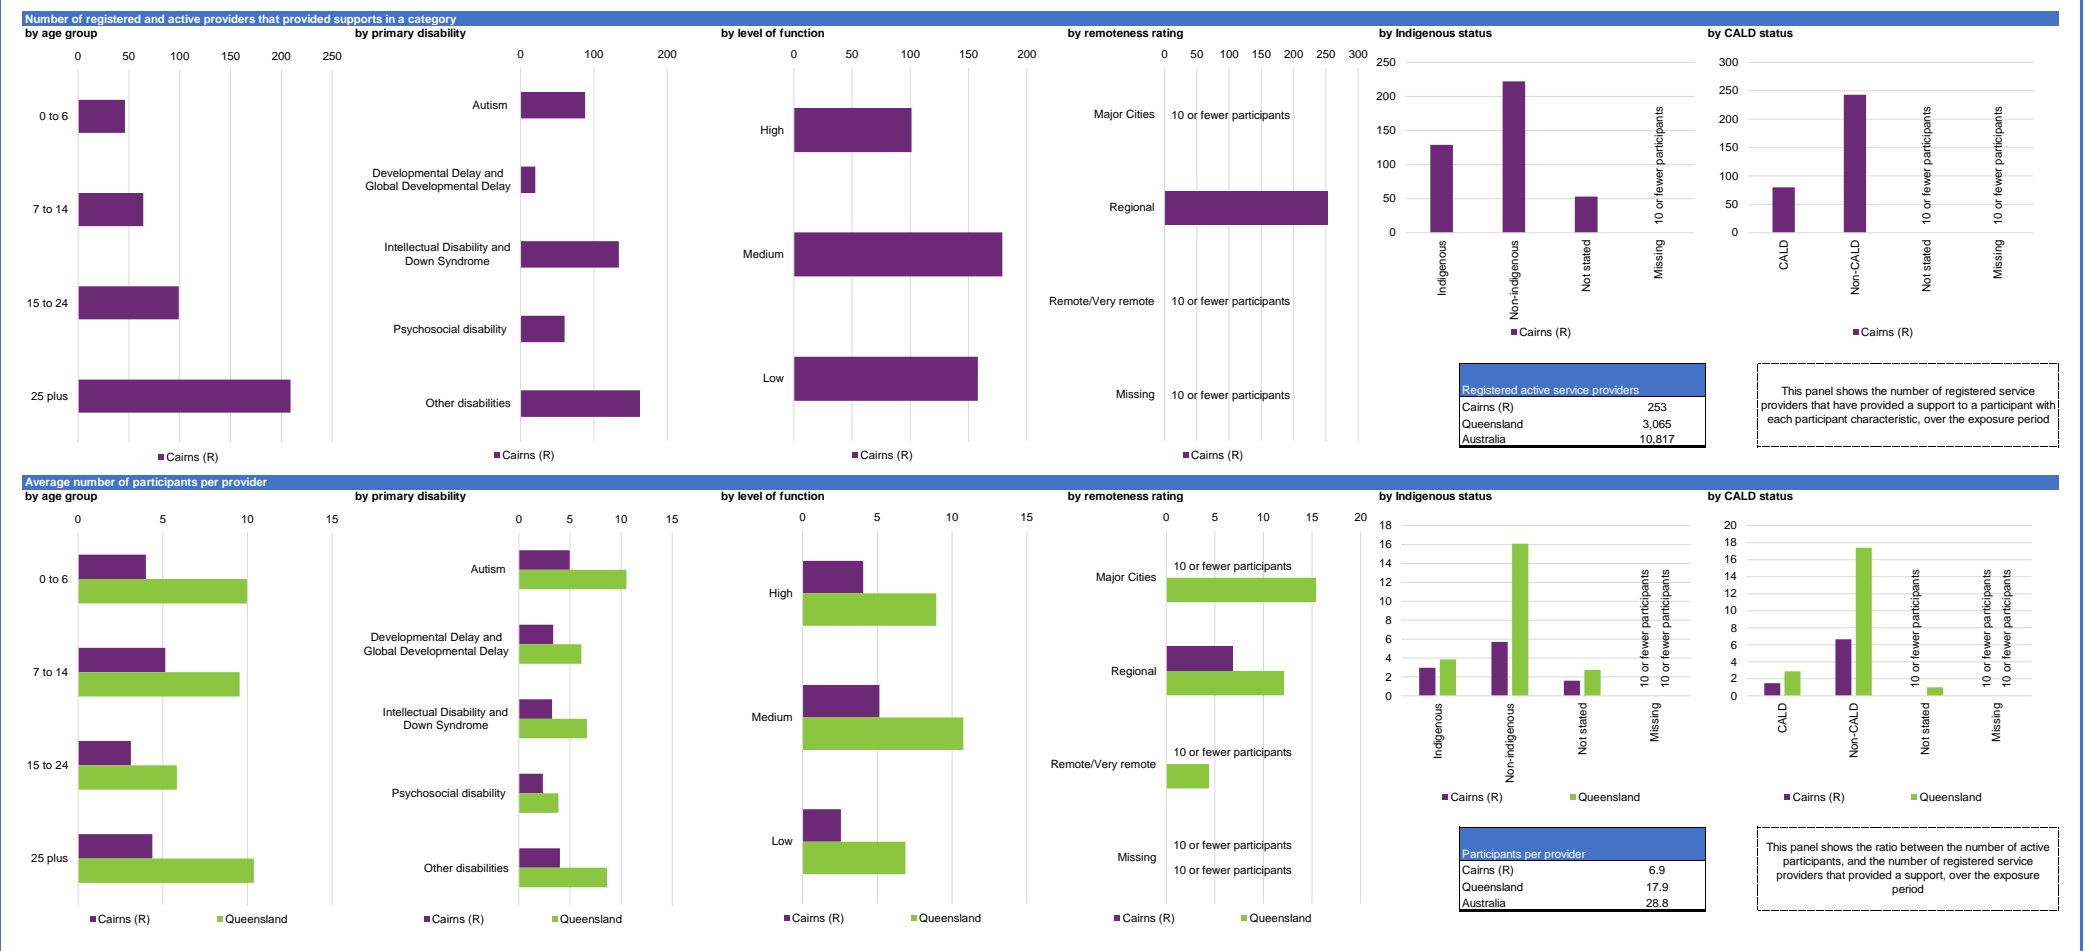 Number of registered and active providers that provided supports in a category
by age group
0 50 100 150 200 250
0 to 6
7 to 14
15 to 24
25 plus
Cairns (R)
by primary disability
0 100 200
Autism
Developmental Delay and
Global Developmental Delay
Intellectual Disability and
Down Syndrome
Psychosocial disability
Other disabilities
Cairns (R)
by level of function
0 50 100 150 200
High
Medium
Low
Cairns (R)
by remoteness rating
0 50 100 150 200 250 300
Major Cities 10 or fewer participants
Regional
Remote/Very remote 10 or fewer participants
Missing 10 or fewer participants
Cairns (R)
by Indigenous status
250
200
150
100
50
0
10 or fewer participants
Indigenous
Non-indigenous
Not stated
Missing
Cairns (R)
by CALD status
300
250
200
150
100
50
0
10 or fewer participants
10 or fewer participants
CALD
Non-CALD
Not stated
Missing
Cairns (R)
Registered active service providers
Cairns (R) 253
Queensland 3,065
Australia 10,817
This panel shows the number of registered service
providers that have provided a support to a participant with
each participant characteristic, over the exposure period
Average number of participants per provider
by age group
0 5 10 15
0 to 6
7 to 14
15 to 24
25 plus
Cairns (R) Queensland
by primary disability
0 5 10 15
Autism
Developmental Delay and
Global Developmental Delay
Intellectual Disability and
Down Syndrome
Psychosocial disability
Other disabilities
Cairns (R) Queensland
by level of function
0 5 10 15
High
Medium
Low
Cairns (R) Queensland
by remoteness rating
0 5 10 15 20
10 or fewer participants
Major Cities
Regional
10 or fewer participants
Remote/Very remote
10 or fewer participants
Missing
10 or fewer participants
Cairns (R) Queensland
by Indigenous status
18
16
14
12
10
8
6
4
2
0
10 or fewer participants
10 or fewer participants
Indigenous
Non-indigenous
Not stated
Missing
Cairns (R) Queensland
by CALD status
20
18
16
14
12
10
8
6
4
2
0
10 or fewer participants
10 or fewer participants
10 or fewer participants
CALD
Non-CALD
Not stated
Missing
Cairns (R) Queensland
Participants per provider
Cairns (R) 6.9
Queensland 17.9
Australia 28.8
This panel shows the ratio between the number of active
participants, and the number of registered service
providers that provided a support, over the exposure
period